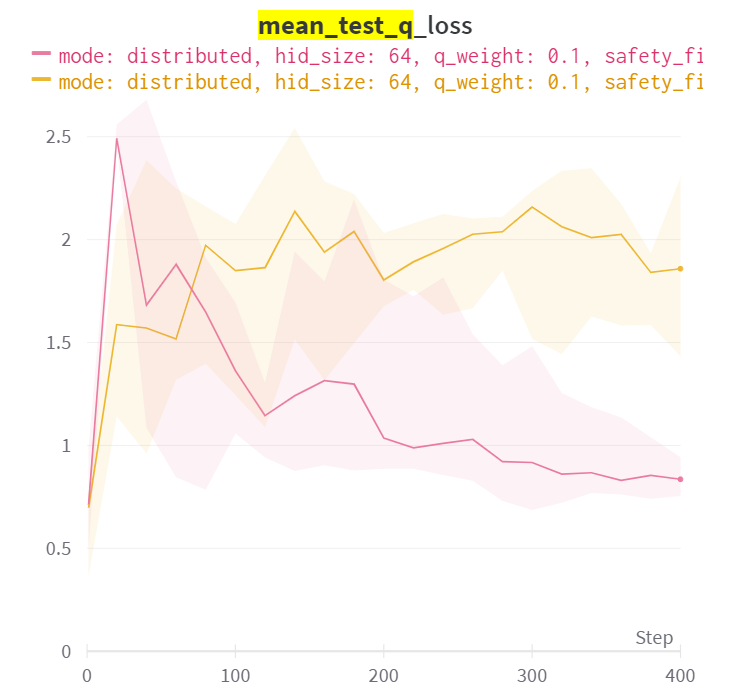 mean_test_q_loss
mode: distributed, hid_size: 64, q_weight: 0.1, safety_fi
mode: distributed, hid_size: 64, q_weight: 0.1, safety_fi
2.5
2
1.5
1
0.5
0
Step
0 100 200 300 400